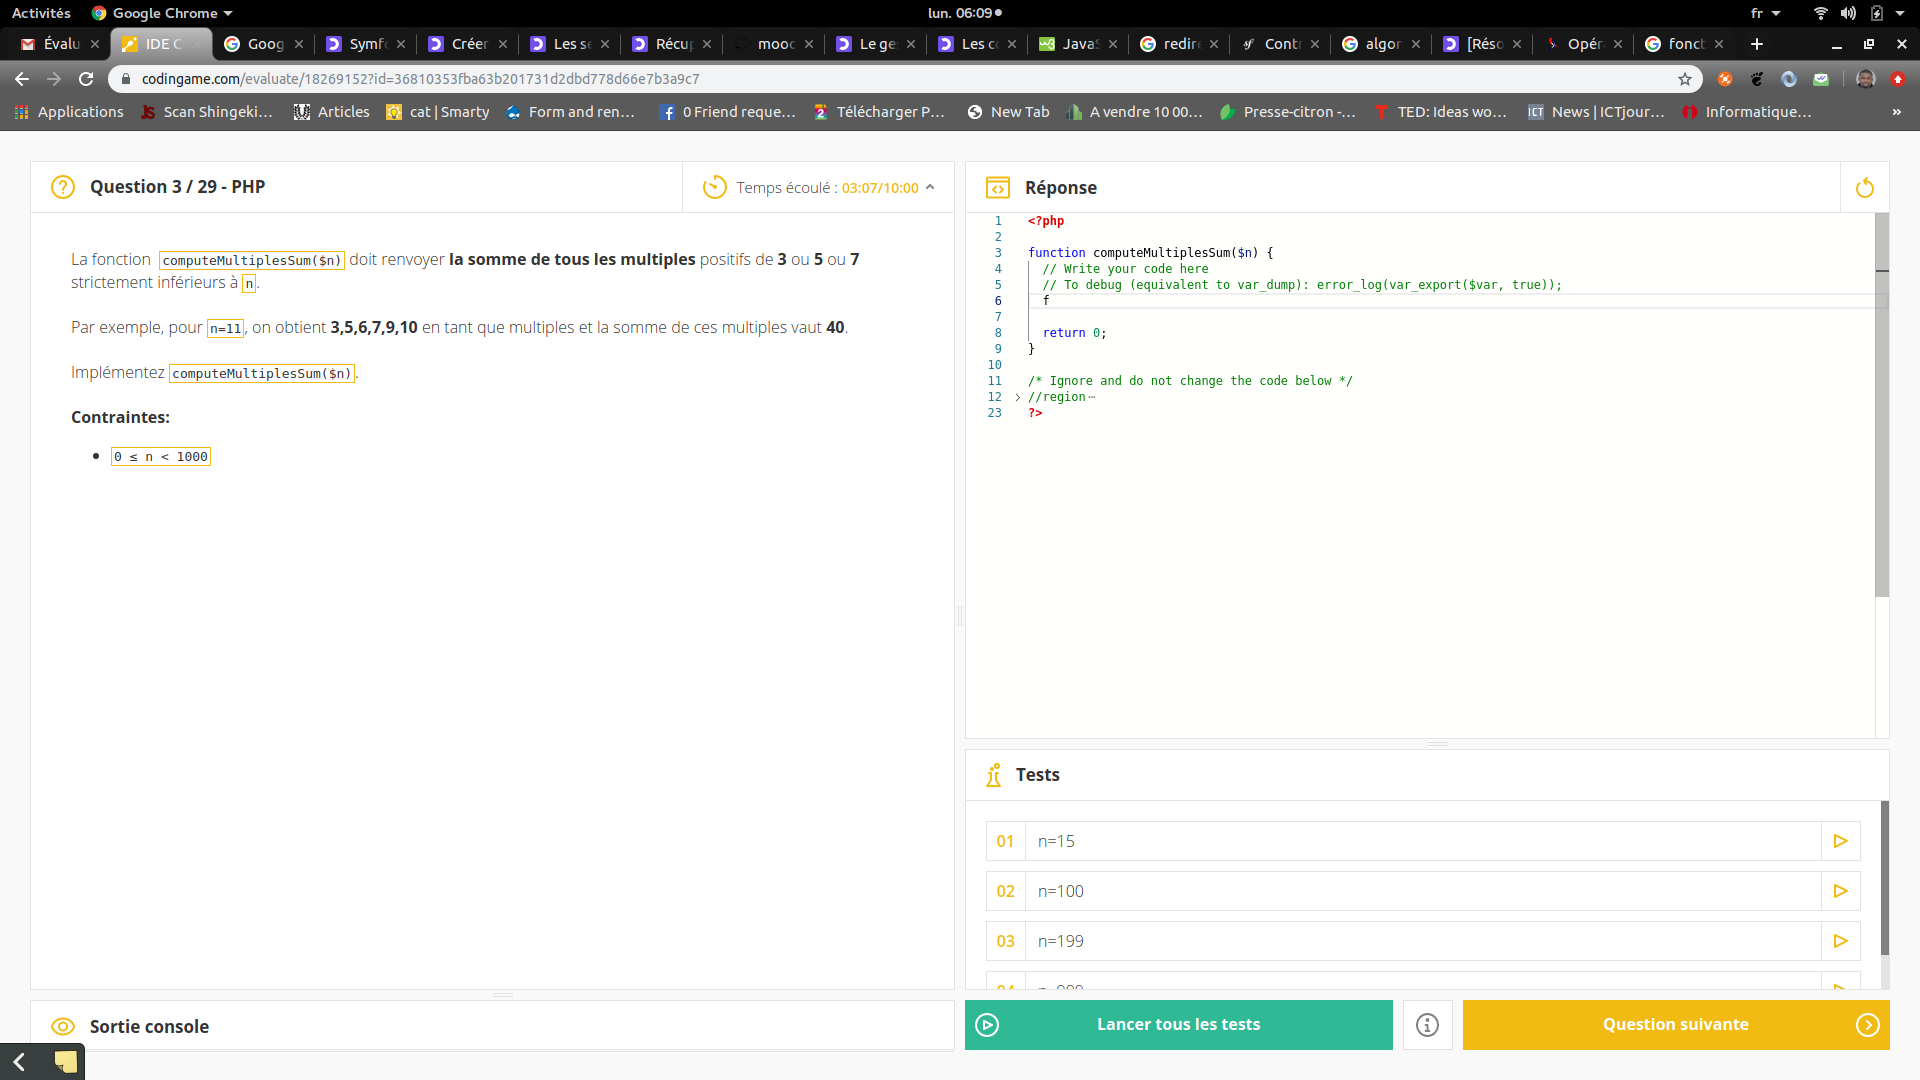 Activités Google Chrome lun. 06:09 fr
Évalu IDE C Goog Symf Créer Les se Récup mooc Le ge Les co JavaS redire Cont algor [Réso Opér fonct
codingame.com/evaluate/18269152?id=36810353fba63b201731d2dbd778d66e7b3a9c7
Applications Scan Shingeki... Articles cat | Smarty Form and ren... 0 Friend reque... Télécharger P... New Tab A vendre 10 00... Presse-citron -... TED: Ideas wo... News | ICTjour... Informatique... »
Question 3 / 29 - PHP
Temps écoulé : 03:07/10:00
La fonction computeMultiplesSum($n) doit renvoyer la somme de tous les multiples positifs de 3 ou 5 ou 7
strictement inférieurs à n.
Par exemple, pour n=11, on obtient 3,5,6,7,9,10 en tant que multiples et la somme de ces multiples vaut 40.
Implémentez computeMultiplesSum($n).
Contraintes:
0 ≤ n < 1000
Sortie console
Réponse
1 <?php
2
3 function computeMultiplesSum($n) {
4 // Write your code here
5 // To debug (equivalent to var_dump): error_log(var_export($var, true));
6 f
7
8 return 0;
9 }
10
11 /* Ignore and do not change the code below */
12 //region⋯
23 ?>
Tests
01 n=15
02 n=100
03 n=199
Lancer tous les tests
Question suivante